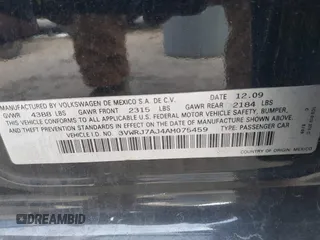 12.09
MANUFACTURED BY VOLKSWAGEN DE MEXICO S.A. DE C.V.
GVWR 4388 LBS GAWR FRONT 2315 LBS GAWR REAR 2184 LBS
THIS VEHICLE CONFORMS TO ALL APPLICABLE U.S. FEDERAL MOTOR VEHICLE SAFETY, BUMPER,
AND THEFT PREVENTION STANDARDS IN EFFECT ON THE DATE OF MANUFACTURE SHOWN ABOVE.
VEHICLE I.D. NO.: 3VWRJ7AJ4AM075459 TYPE: PASSENGER CAR
COUNTRY OF ORIGIN: MEXICO
DREAMBID